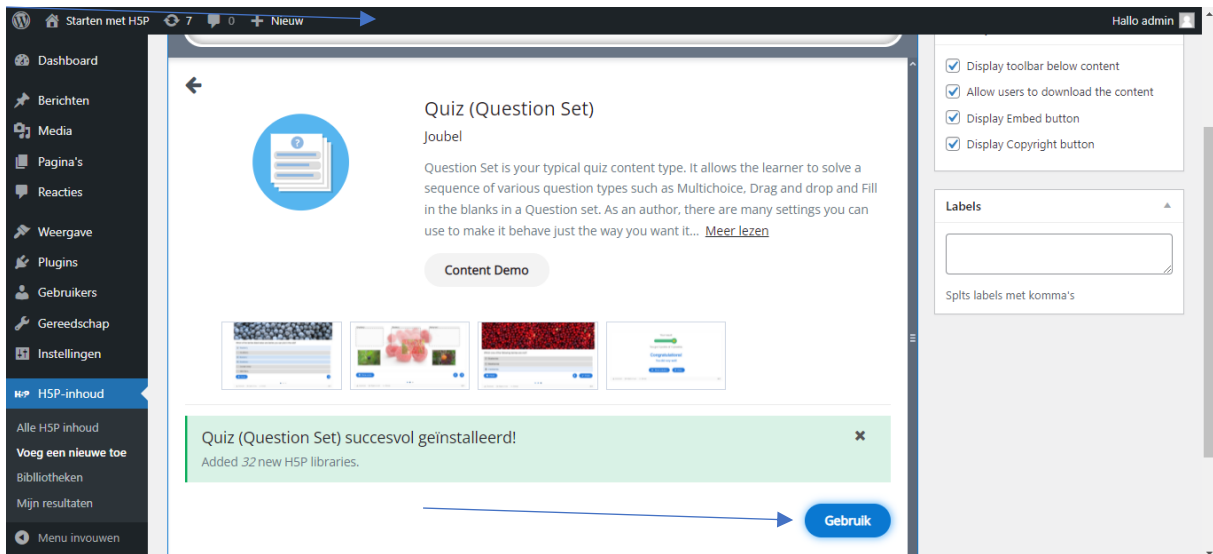 Starten met H5P 7 0 + Nieuw Hallo admin
Dashboard
Berichten
Media
Pagina's
Reacties
Weergave
Plugins
Gebruikers
Gereedschap
Instellingen
H5P H5P-inhoud
Alle H5P inhoud
Voeg een nieuwe toe
Biblliotheken
Mijn resultaten
Menu invouwen
Quiz (Question Set)
Joubel
Question Set is your typical quiz content type. It allows the learner to solve a
sequence of various question types such as Multichoice, Drag and drop and Fill
in the blanks in a Question set. As an author, there are many settings you can
use to make it behave just the way you want it... Meer lezen
Content Demo
Quiz (Question Set) succesvol geïnstalleerd!
Added 32 new H5P libraries.
Gebruik
Display toolbar below content
Allow users to download the content
Display Embed button
Display Copyright button
Labels
Splts labels met komma's